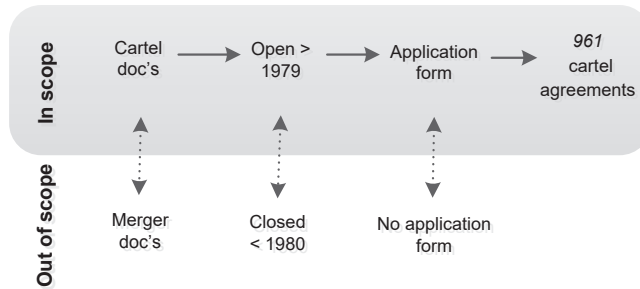 In scope
Cartel
doc's
Open >
1979
Application
form
961
cartel
agreements
Out of scope
Merger
doc's
Closed
< 1980
No application
form